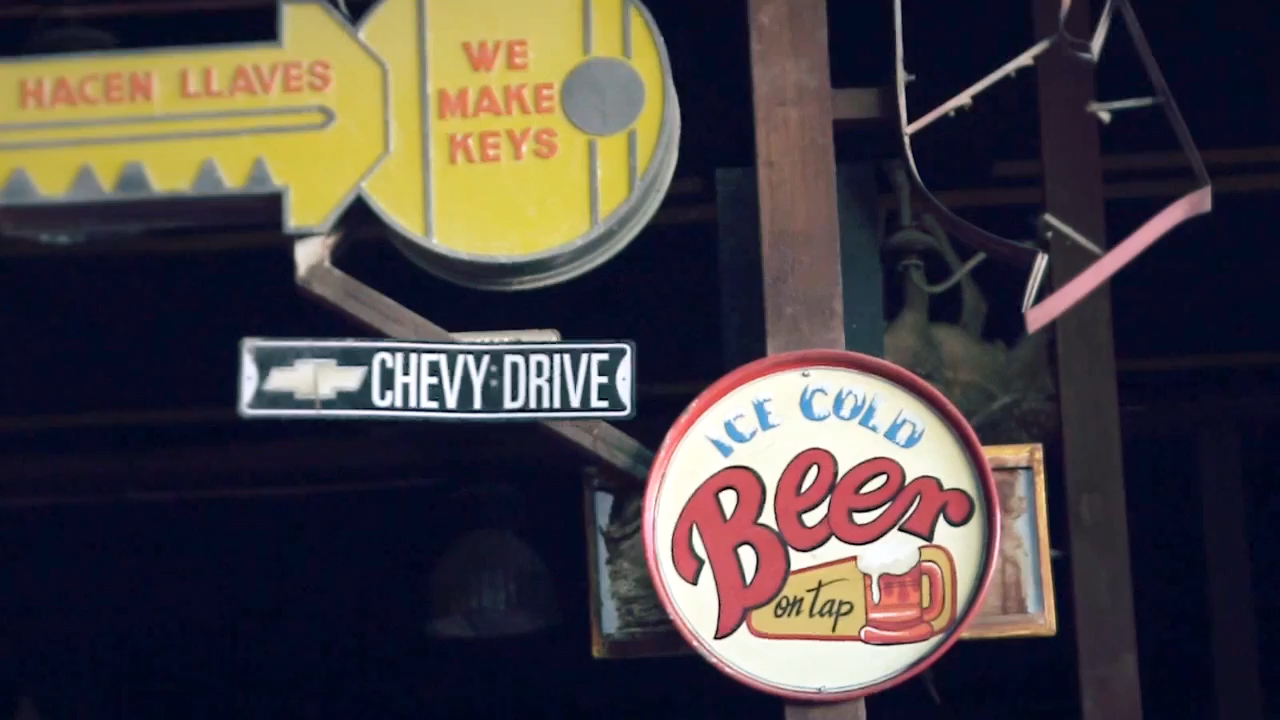 HACEN LLAVES
WE
MAKE
KEYS
CHEVY:DRIVE
ICE COLD
Beer
on tap